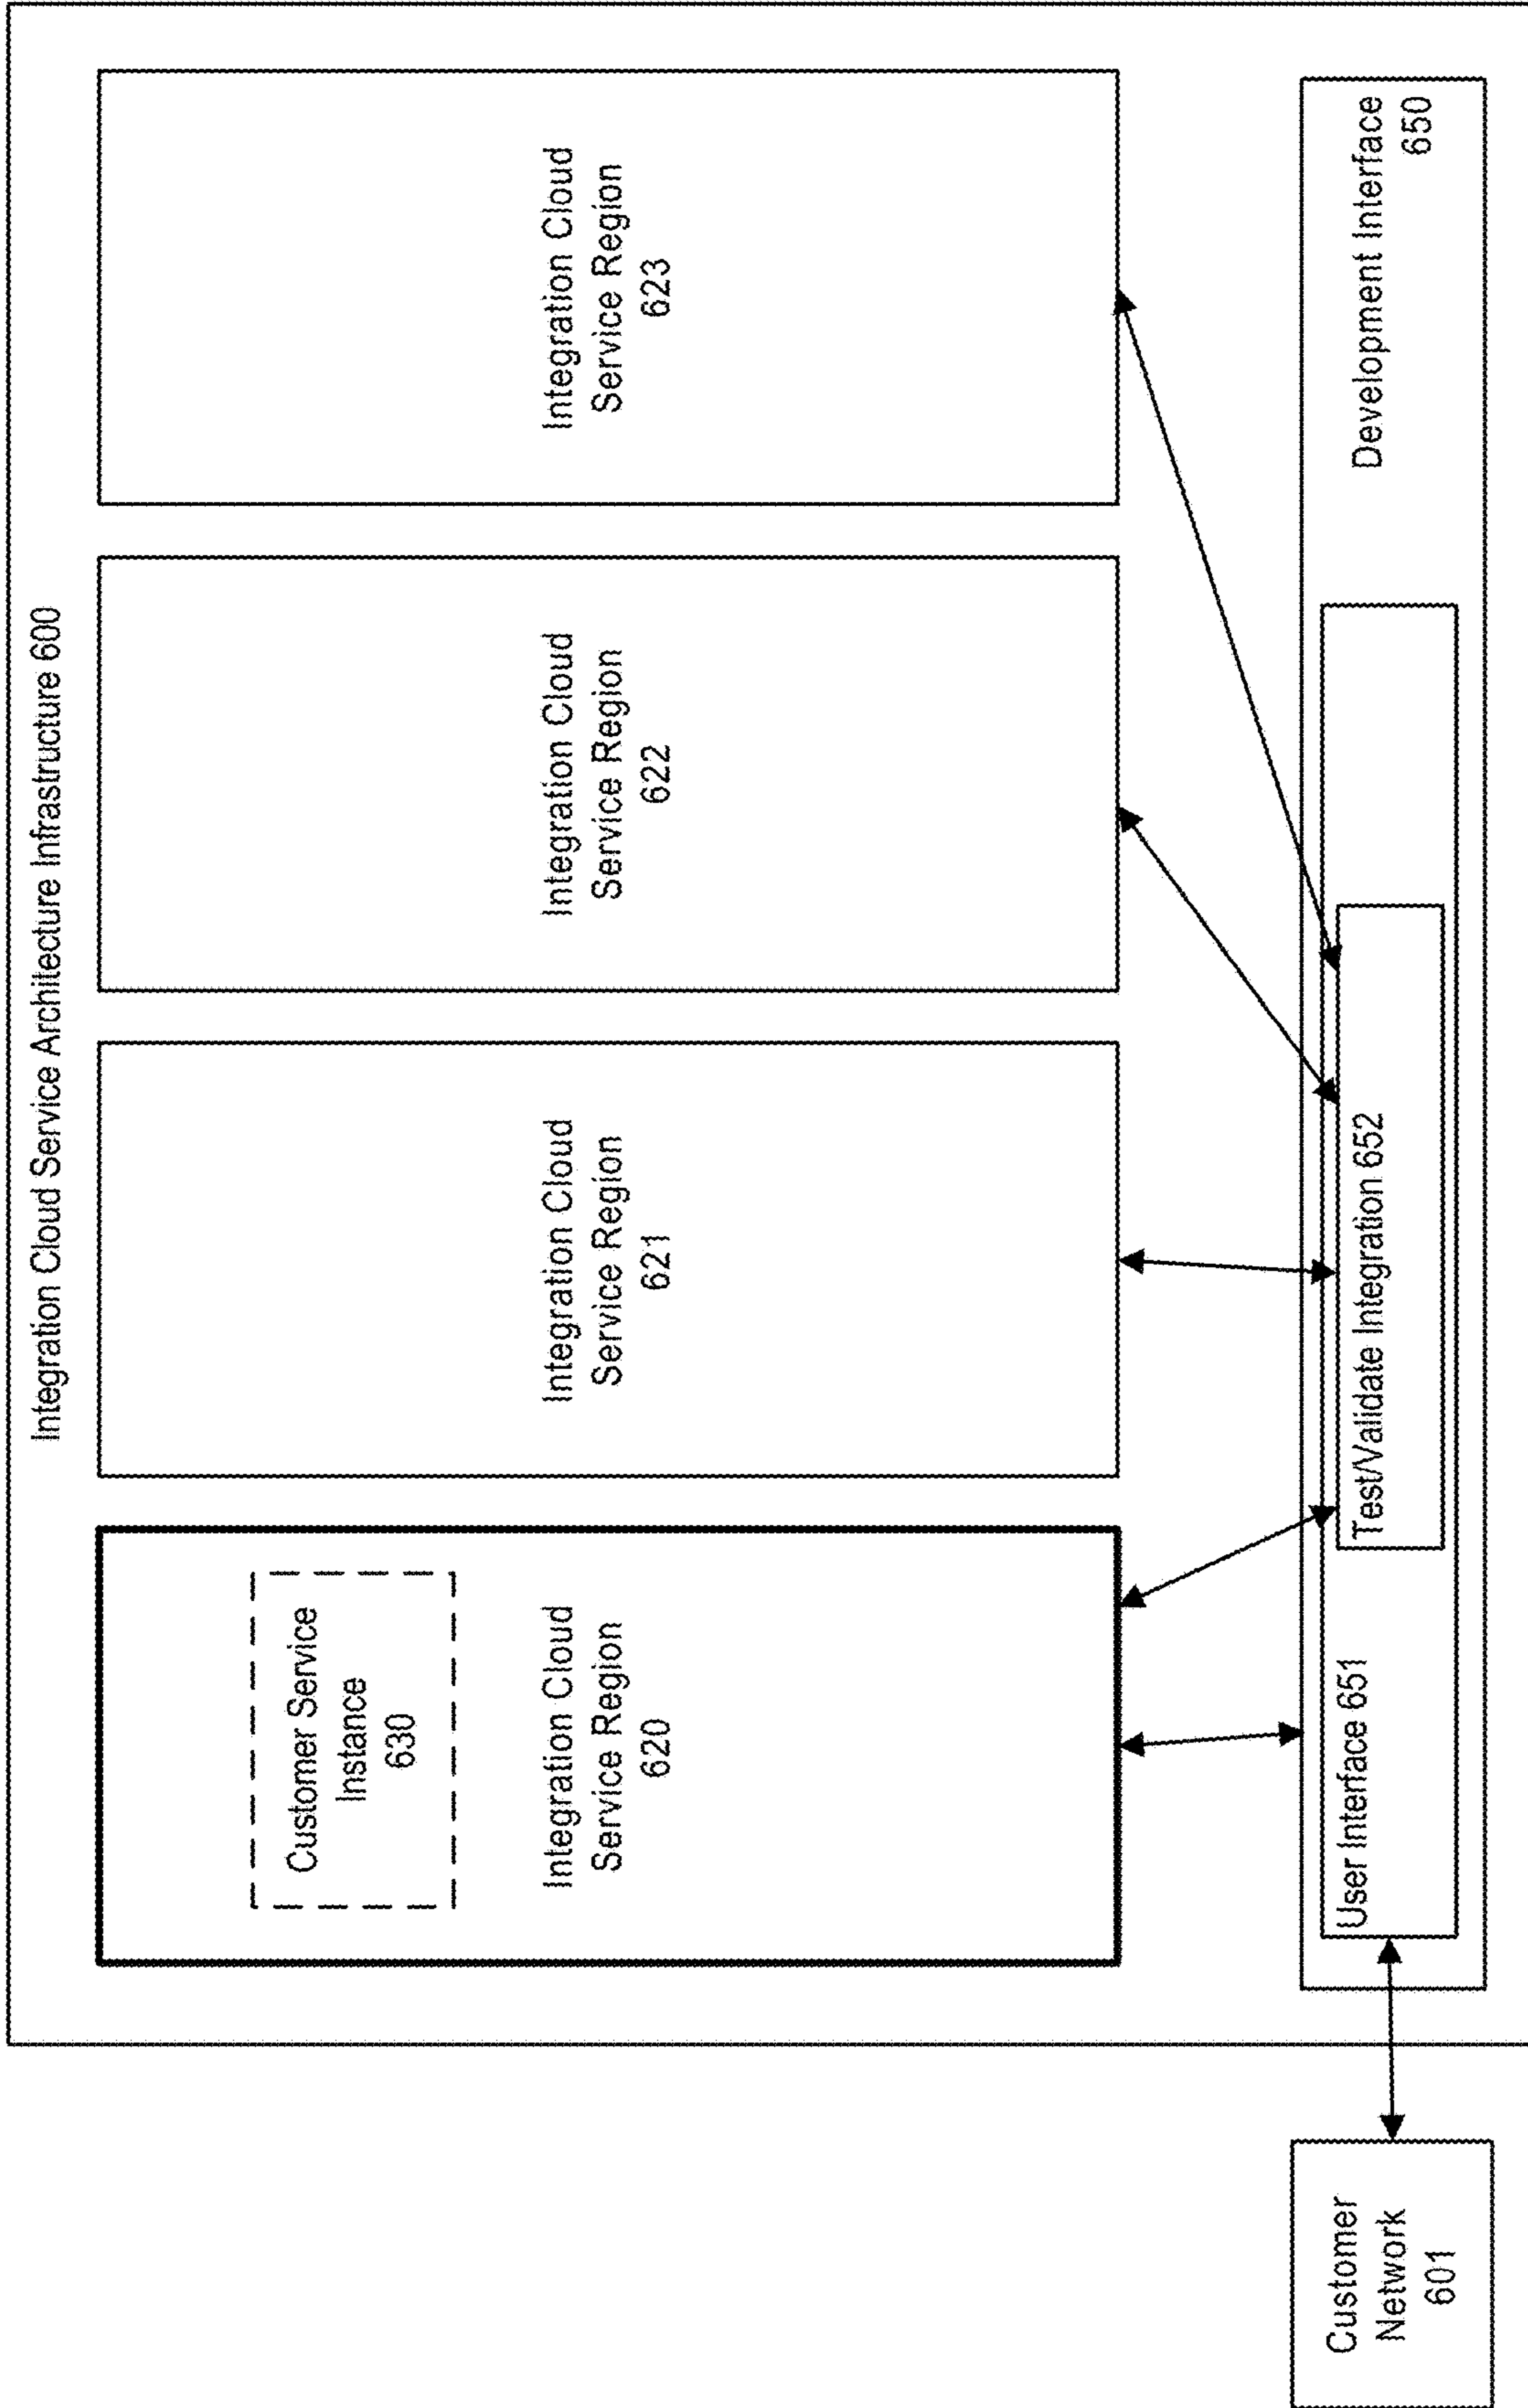 Integration Cloud Service Architecture Infrastructure 600
Customer Service
Instance
630
Integration Cloud
Service Region
620
Integration Cloud
Service Region
621
Integration Cloud
Service Region
622
Integration Cloud
Service Region
623
User Interface 651
Test/Validate Integration 652
Development Interface
650
Customer
Network
601